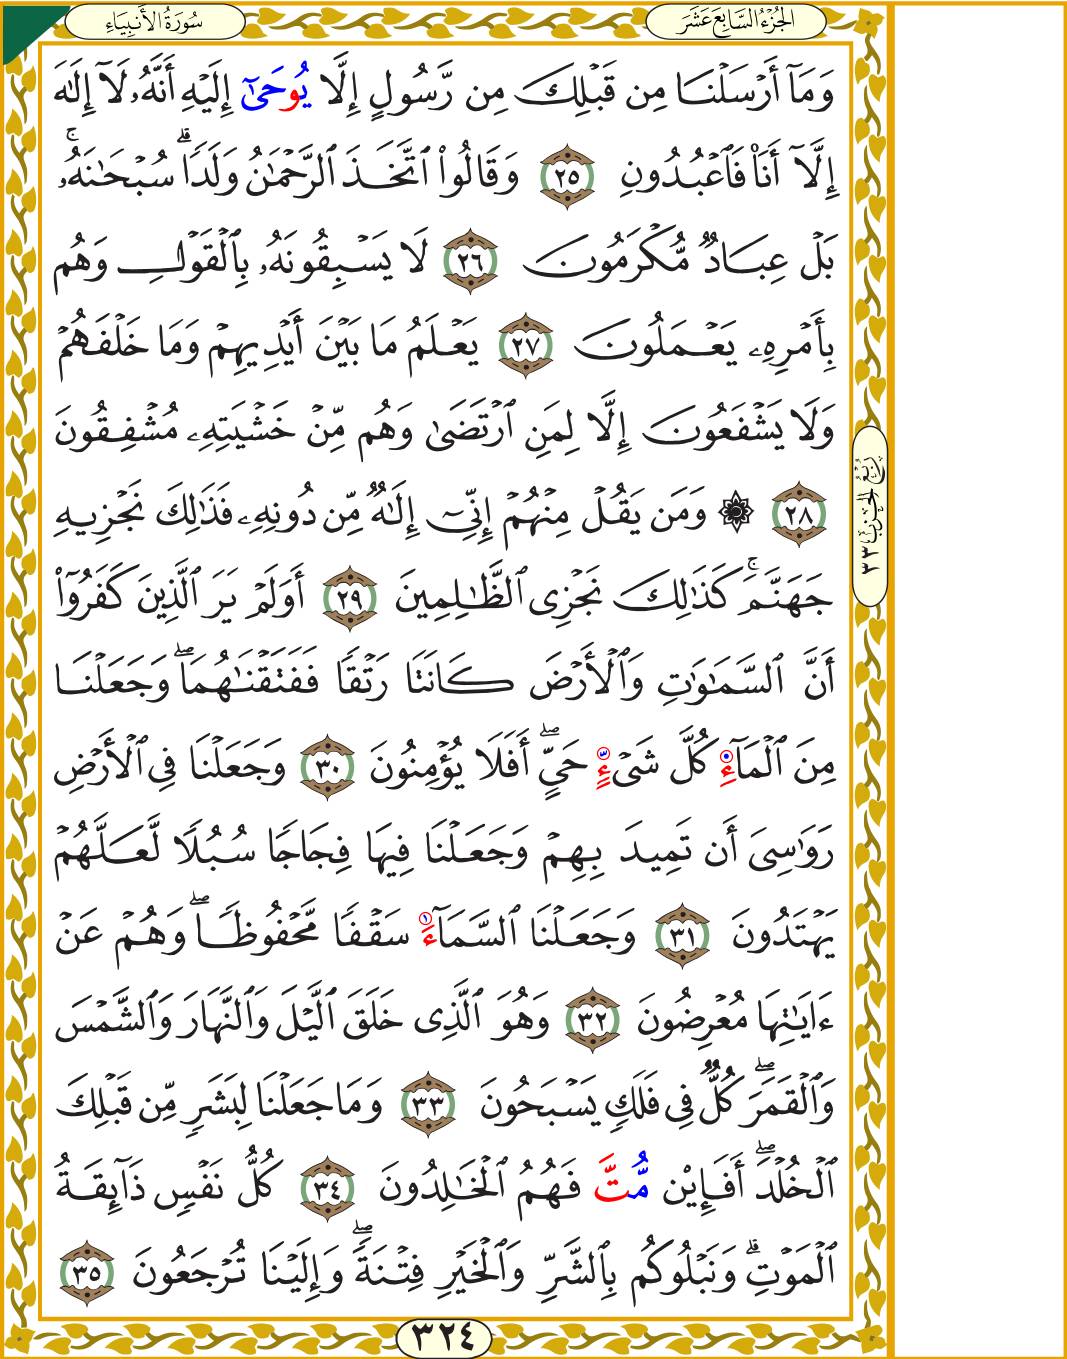 سُورَةُ الأَنبِيَاءِ
الجُزْءُ السَّابِعَ عَشَرَ
وَمَآ أَرْسَلْنَا مِن قَبْلِكَ مِن رَّسُولٍ إِلَّا يُوحَىٰٓ إِلَيْهِ أَنَّهُۥ لَآ إِلَٰهَ
إِلَّآ أَنَا۠ فَٱعْبُدُونِ ٢٥ وَقَالُوا۟ ٱتَّخَذَ ٱلرَّحْمَٰنُ وَلَدًاۗ سُبْحَٰنَهُۥۚ
بَلْ عِبَادٌ مُّكْرَمُونَ ٢٦ لَا يَسْبِقُونَهُۥ بِٱلْقَوْلِ وَهُم
بِأَمْرِهِۦ يَعْمَلُونَ ٢٧ يَعْلَمُ مَا بَيْنَ أَيْدِيهِمْ وَمَا خَلْفَهُمْ
وَلَا يَشْفَعُونَ إِلَّا لِمَنِ ٱرْتَضَىٰ وَهُم مِّنْ خَشْيَتِهِۦ مُشْفِقُونَ
٢٨ ۞ وَمَن يَقُلْ مِنْهُمْ إِنِّىٓ إِلَٰهٌ مِّن دُونِهِۦ فَذَٰلِكَ نَجْزِيهِ
جَهَنَّمَۚ كَذَٰلِكَ نَجْزِى ٱلظَّٰلِمِينَ ٢٩ أَوَلَمْ يَرَ ٱلَّذِينَ كَفَرُوٓا۟
أَنَّ ٱلسَّمَٰوَٰتِ وَٱلْأَرْضَ كَانَتَا رَتْقًا فَفَتَقْنَٰهُمَاۖ وَجَعَلْنَا
مِنَ ٱلْمَآءِ كُلَّ شَىْءٍ حَىٍّۖ أَفَلَا يُؤْمِنُونَ ٣٠ وَجَعَلْنَا فِى ٱلْأَرْضِ
رَوَٰسِىَ أَن تَمِيدَ بِهِمْ وَجَعَلْنَا فِيهَا فِجَاجًا سُبُلًا لَّعَلَّهُمْ
يَهْتَدُونَ ٣١ وَجَعَلْنَا ٱلسَّمَآءَ سَقْفًا مَّحْفُوظًاۖ وَهُمْ عَنْ
ءَايَٰتِهَا مُعْرِضُونَ ٣٢ وَهُوَ ٱلَّذِى خَلَقَ ٱلَّيْلَ وَٱلنَّهَارَ وَٱلشَّمْسَ
وَٱلْقَمَرَۖ كُلٌّ فِى فَلَكٍ يَسْبَحُونَ ٣٣ وَمَا جَعَلْنَا لِبَشَرٍ مِّن قَبْلِكَ
ٱلْخُلْدَۖ أَفَإِي۟ن مُّتَّ فَهُمُ ٱلْخَٰلِدُونَ ٣٤ كُلُّ نَفْسٍ ذَآئِقَةُ
ٱلْمَوْتِۗ وَنَبْلُوكُم بِٱلشَّرِّ وَٱلْخَيْرِ فِتْنَةًۖ وَإِلَيْنَا تُرْجَعُونَ ٣٥
رُبْعُ الحِزْبِ ٣٣
٣٢٤